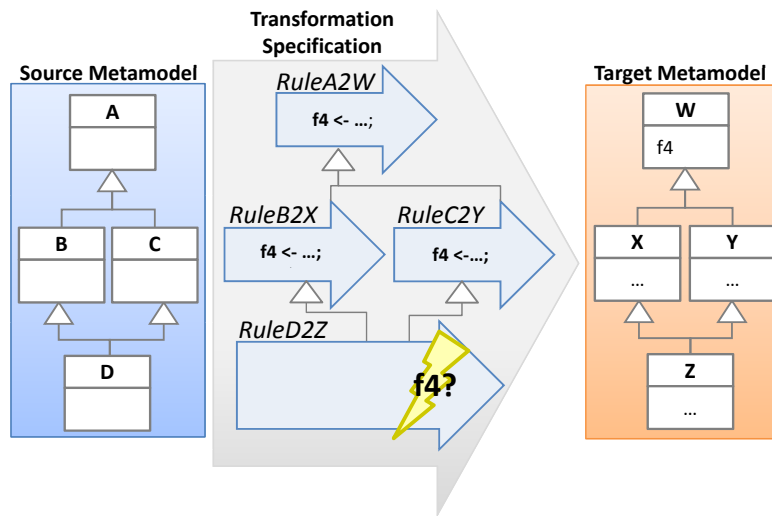 Transformation
Specification
Source Metamodel
A
B
C
D
RuleA2W
f4 <- ...;
RuleB2X
f4 <- ...;
RuleC2Y
f4 <-...;
RuleD2Z
f4?
Target Metamodel
W
f4
X
...
Y
...
Z
...